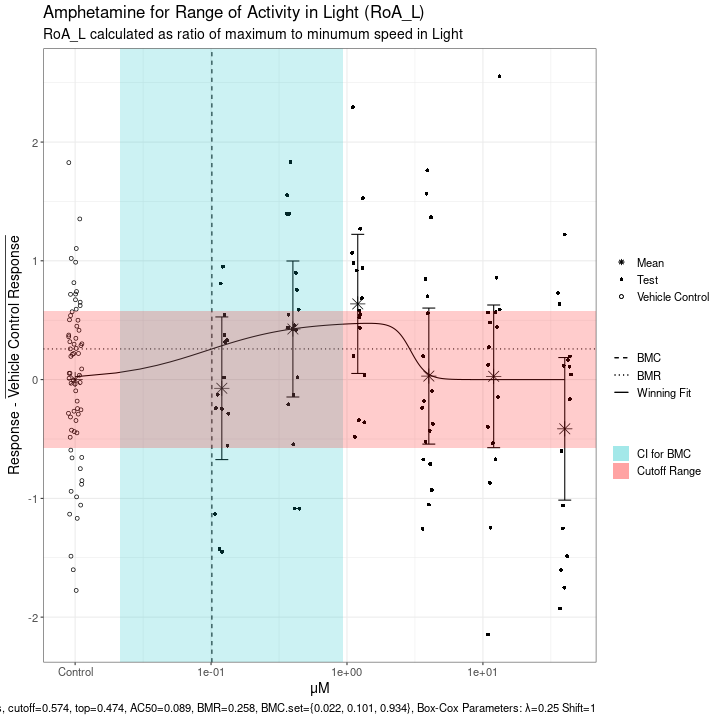 Amphetamine for Range of Activity in Light (RoA_L)
RoA_L calculated as ratio of maximum to minumum speed in Light
Response - Vehicle Control Response
2
1
0
-1
-2
Control
1e-01
1e+00
1e+01
μM
Mean
Test
Vehicle Control
BMC
BMR
Winning Fit
CI for BMC
Cutoff Range
cutoff=0.574, top=0.474, AC50=0.089, BMR=0.258, BMC.set={0.022, 0.101, 0.934}, Box-Cox Parameters: λ=0.25 Shift=1